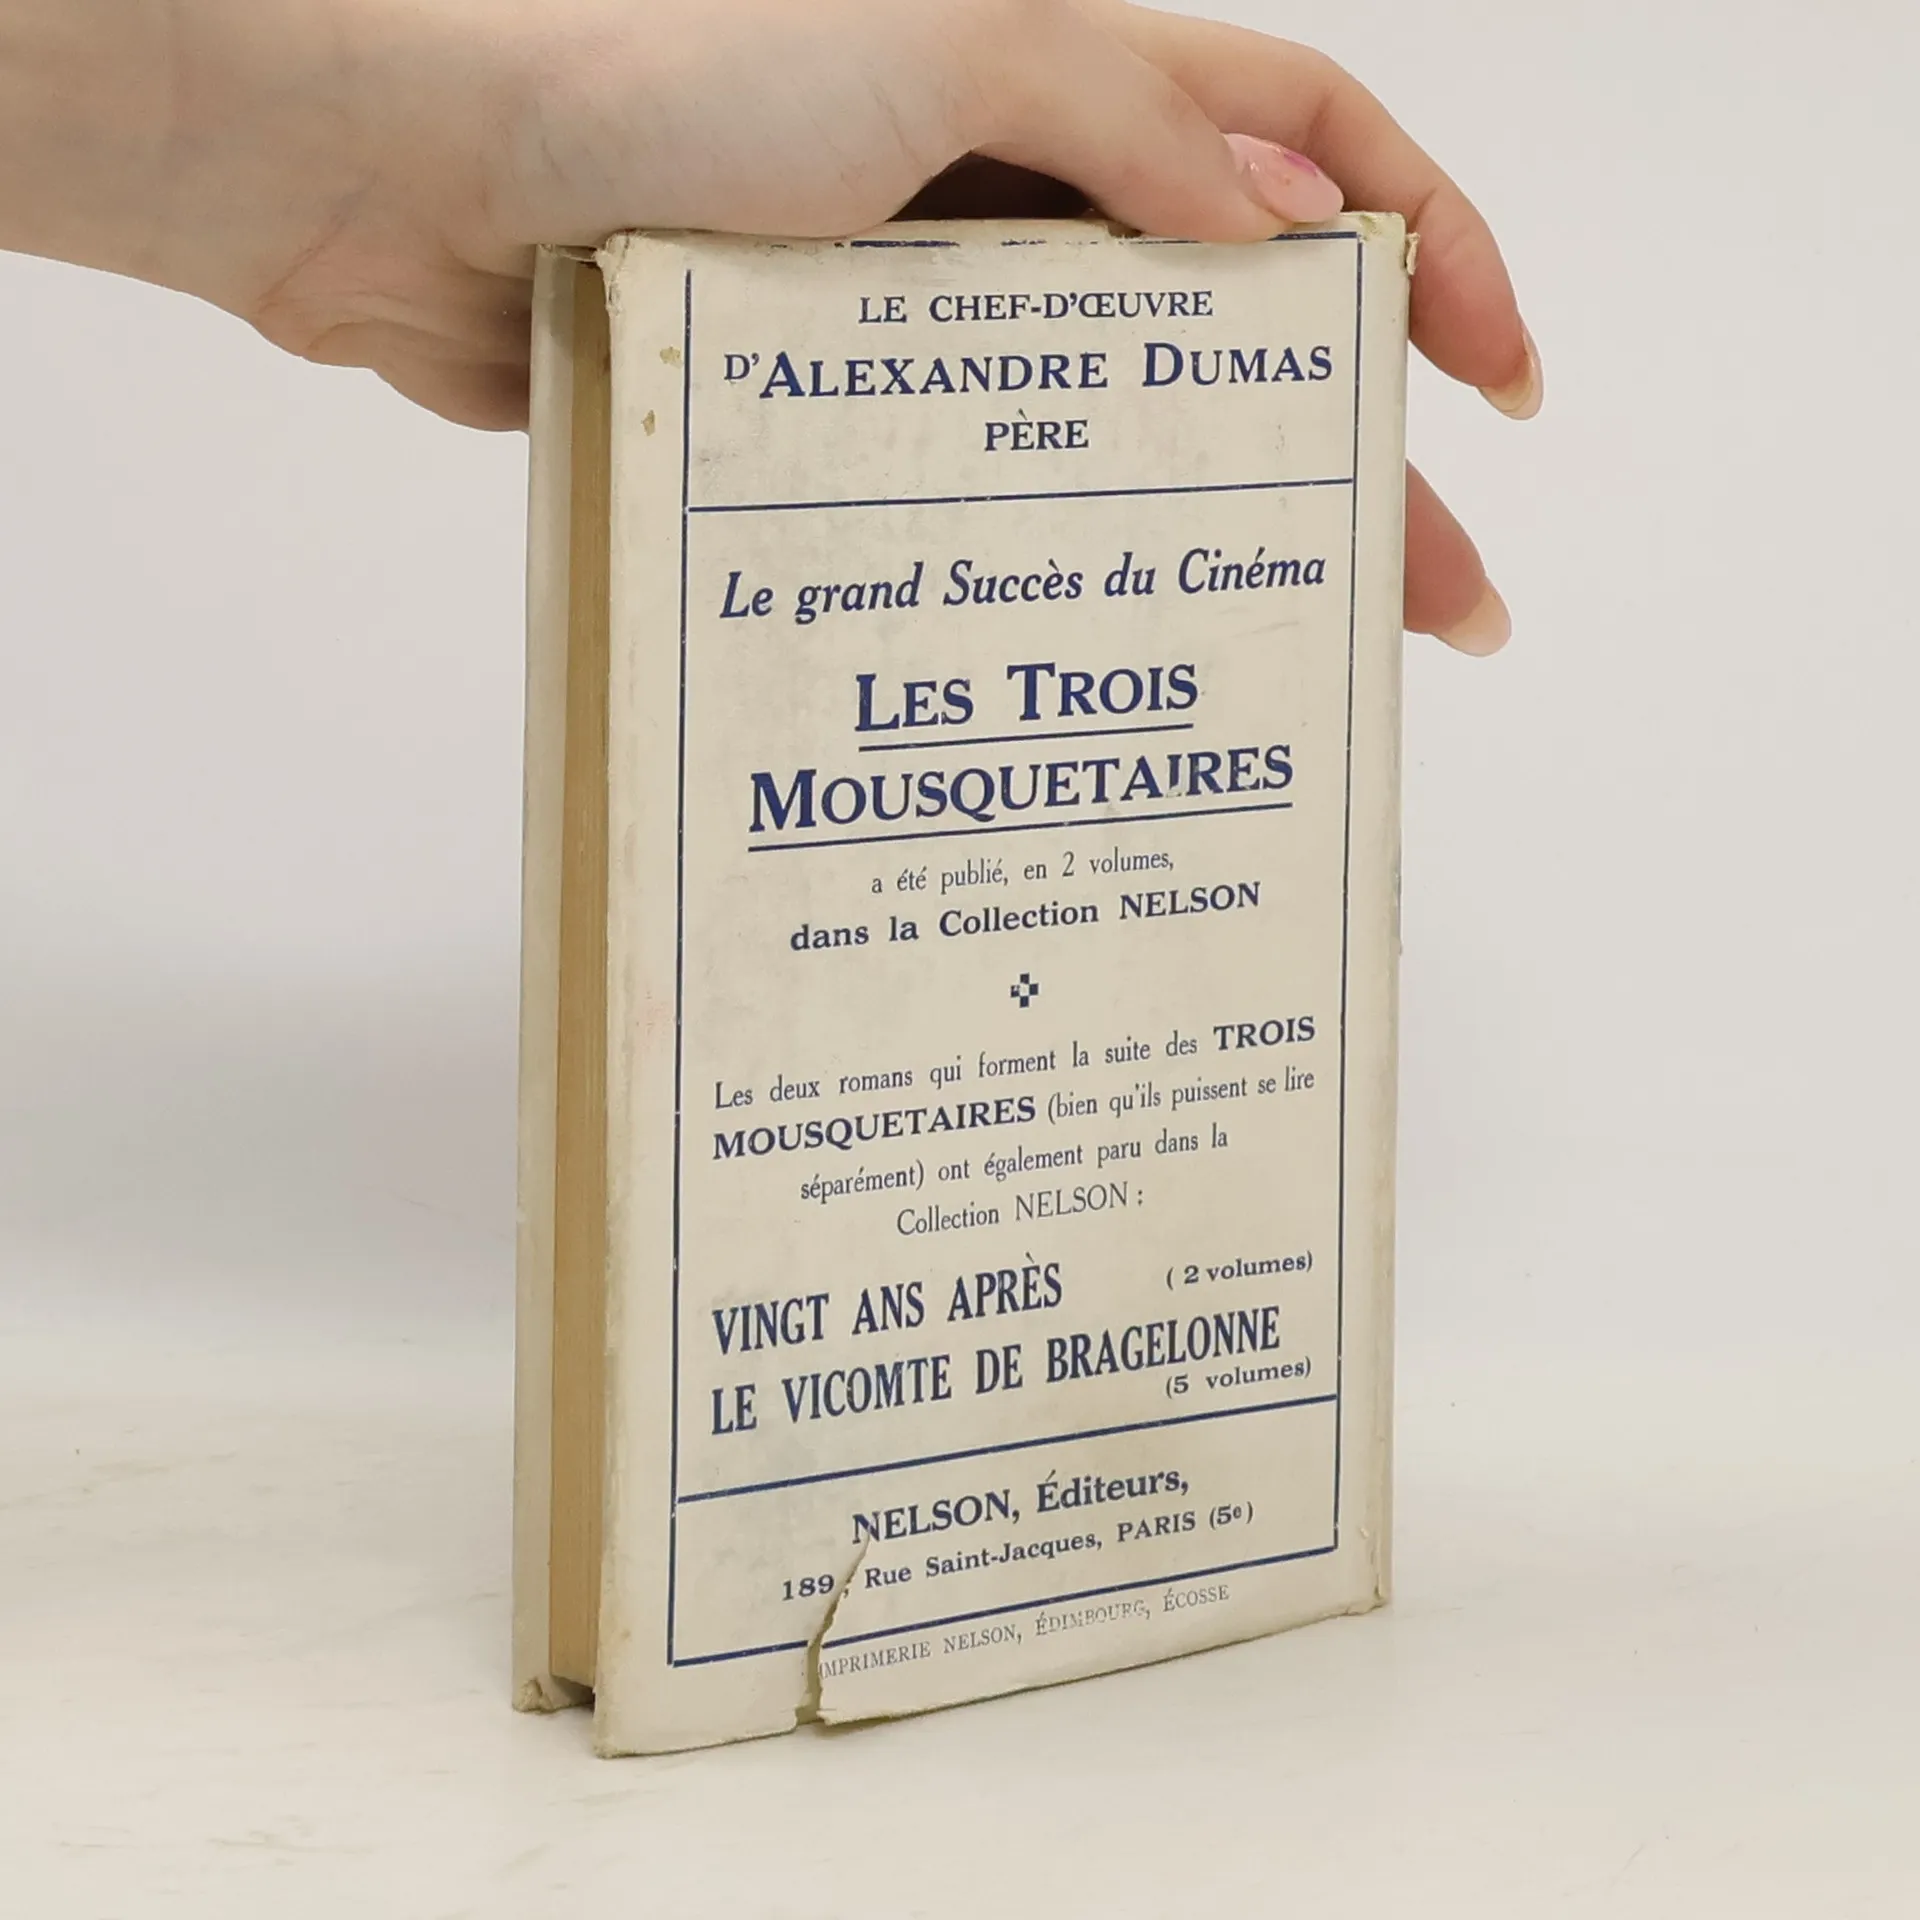 LE CHEF-D'ŒUVRE
D'ALEXANDRE DUMAS
PÈRE
Le grand Succès du Cinéma
LES TROIS
MOUSQUETAIRES
a été publié, en 2 volumes,
dans la Collection NELSON
Les deux romans qui forment la suite des TROIS
MOUSQUETAIRES (bien qu'ils puissent se lire
séparément) ont également paru dans la
Collection NELSON :
VINGT ANS APRÈS (2 volumes)
LE VICOMTE DE BRAGELONNE
(5 volumes)
NELSON, Éditeurs,
189, Rue Saint-Jacques, PARIS (5e)
IMPRIMERIE NELSON, ÉDIMBOURG, ÉCOSSE